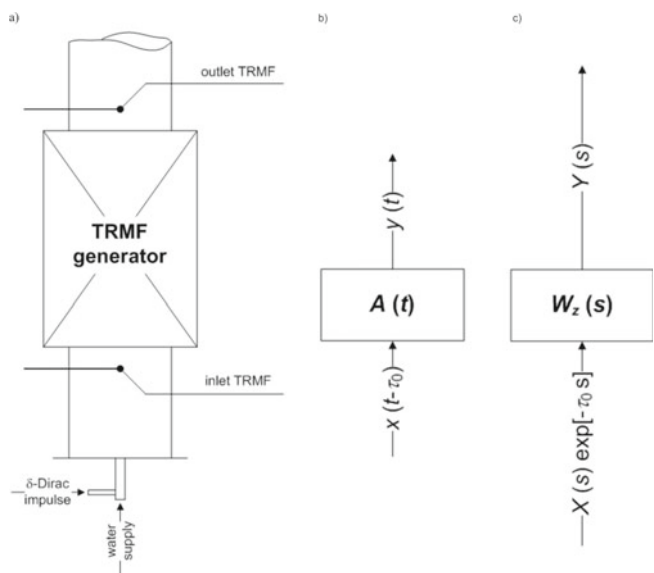 a)
outlet TRMF
TRMF
generator
inlet TRMF
δ-Dirac
impulse
water
supply
b)
y (t)
A (t)
x (t-τ0)
c)
Y (s)
Wz (s)
X (s) exp[-τ0 s]